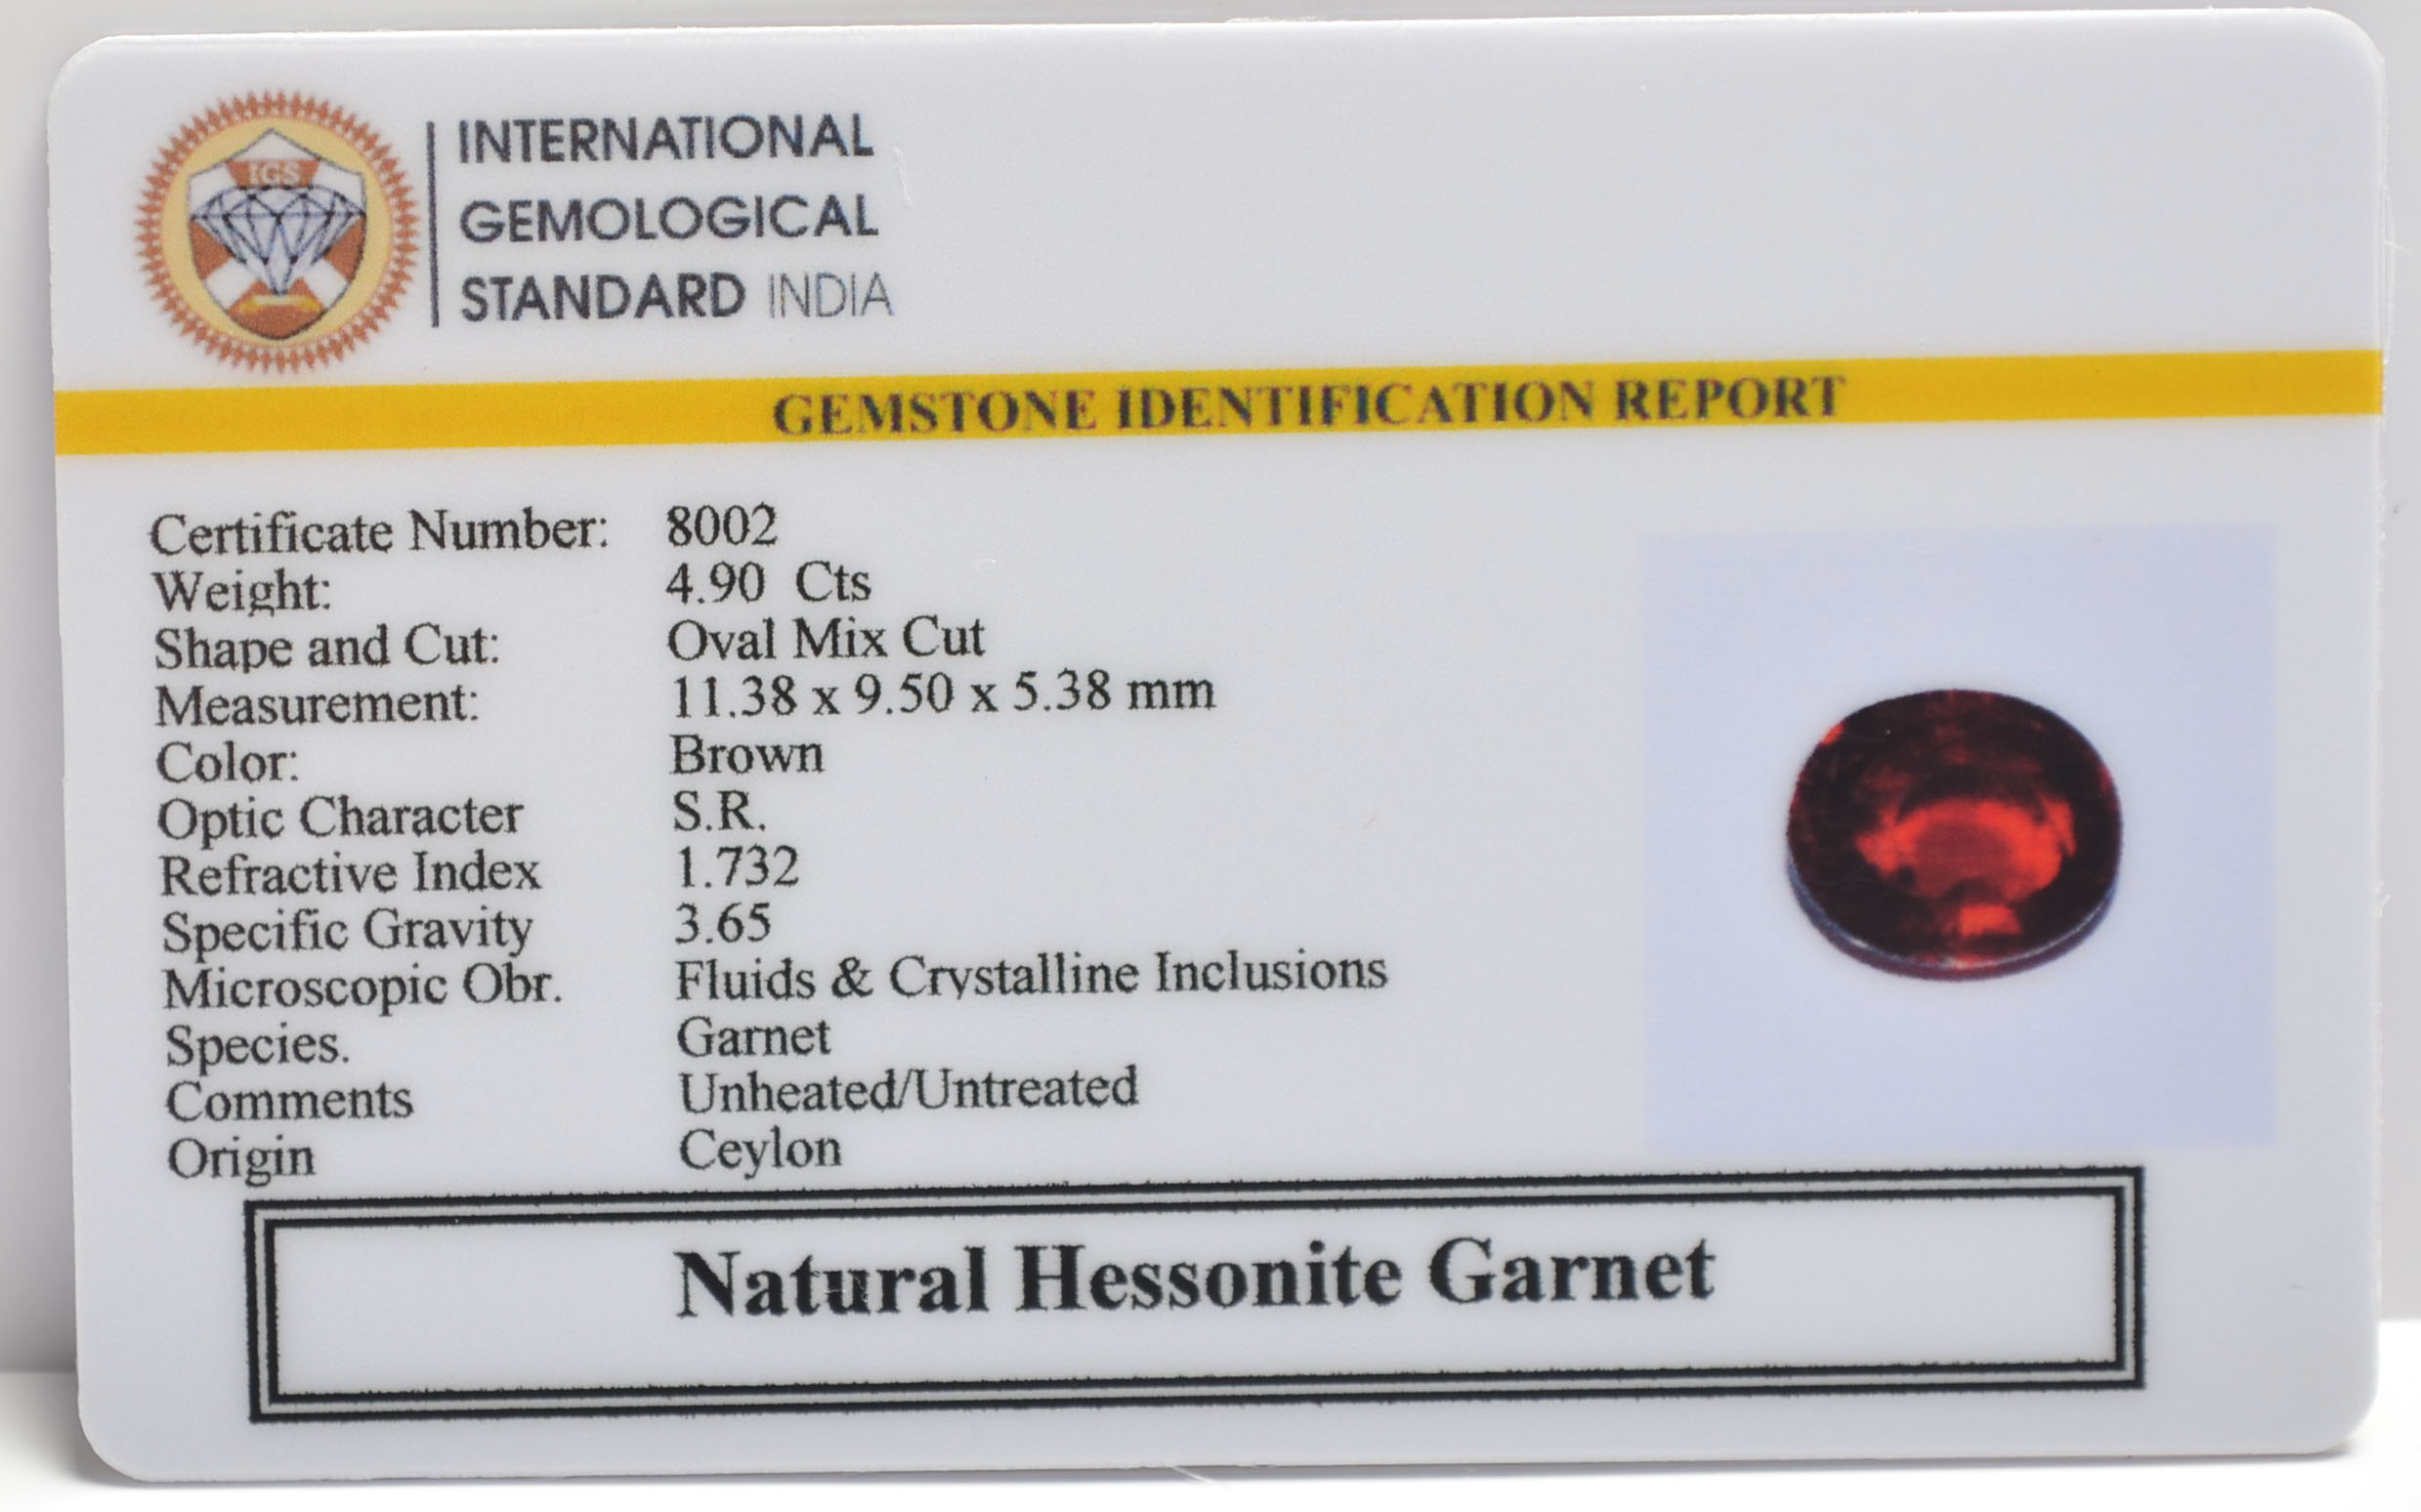 IGS
INTERNATIONAL
GEMOLOGICAL
STANDARD INDIA
GEMSTONE IDENTIFICATION REPORT
Certificate Number: 8002
Weight: 4.90 Cts
Shape and Cut: Oval Mix Cut
Measurement: 11.38 x 9.50 x 5.38 mm
Color: Brown
Optic Character S.R.
Refractive Index 1.732
Specific Gravity 3.65
Microscopic Obr. Fluids & Crystalline Inclusions
Species. Garnet
Comments Unheated/Untreated
Origin Ceylon
Natural Hessonite Garnet